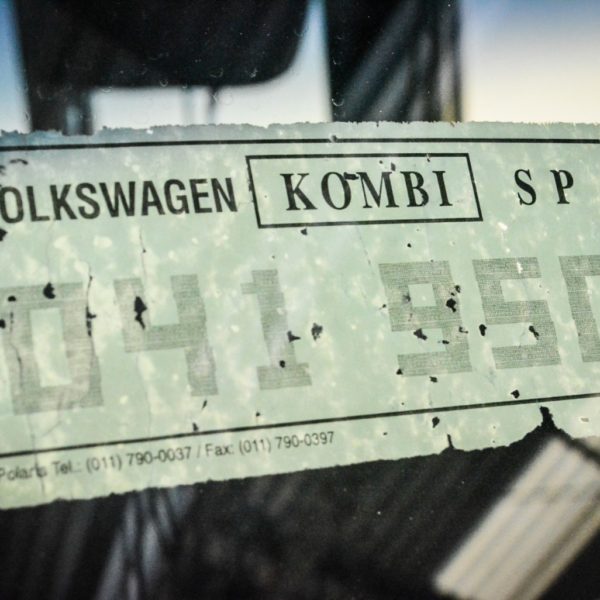 OLKSWAGEN KOMBI SP
041 950
Polaris Tel.: (011) 790-0037 / Fax: (011) 790-0397